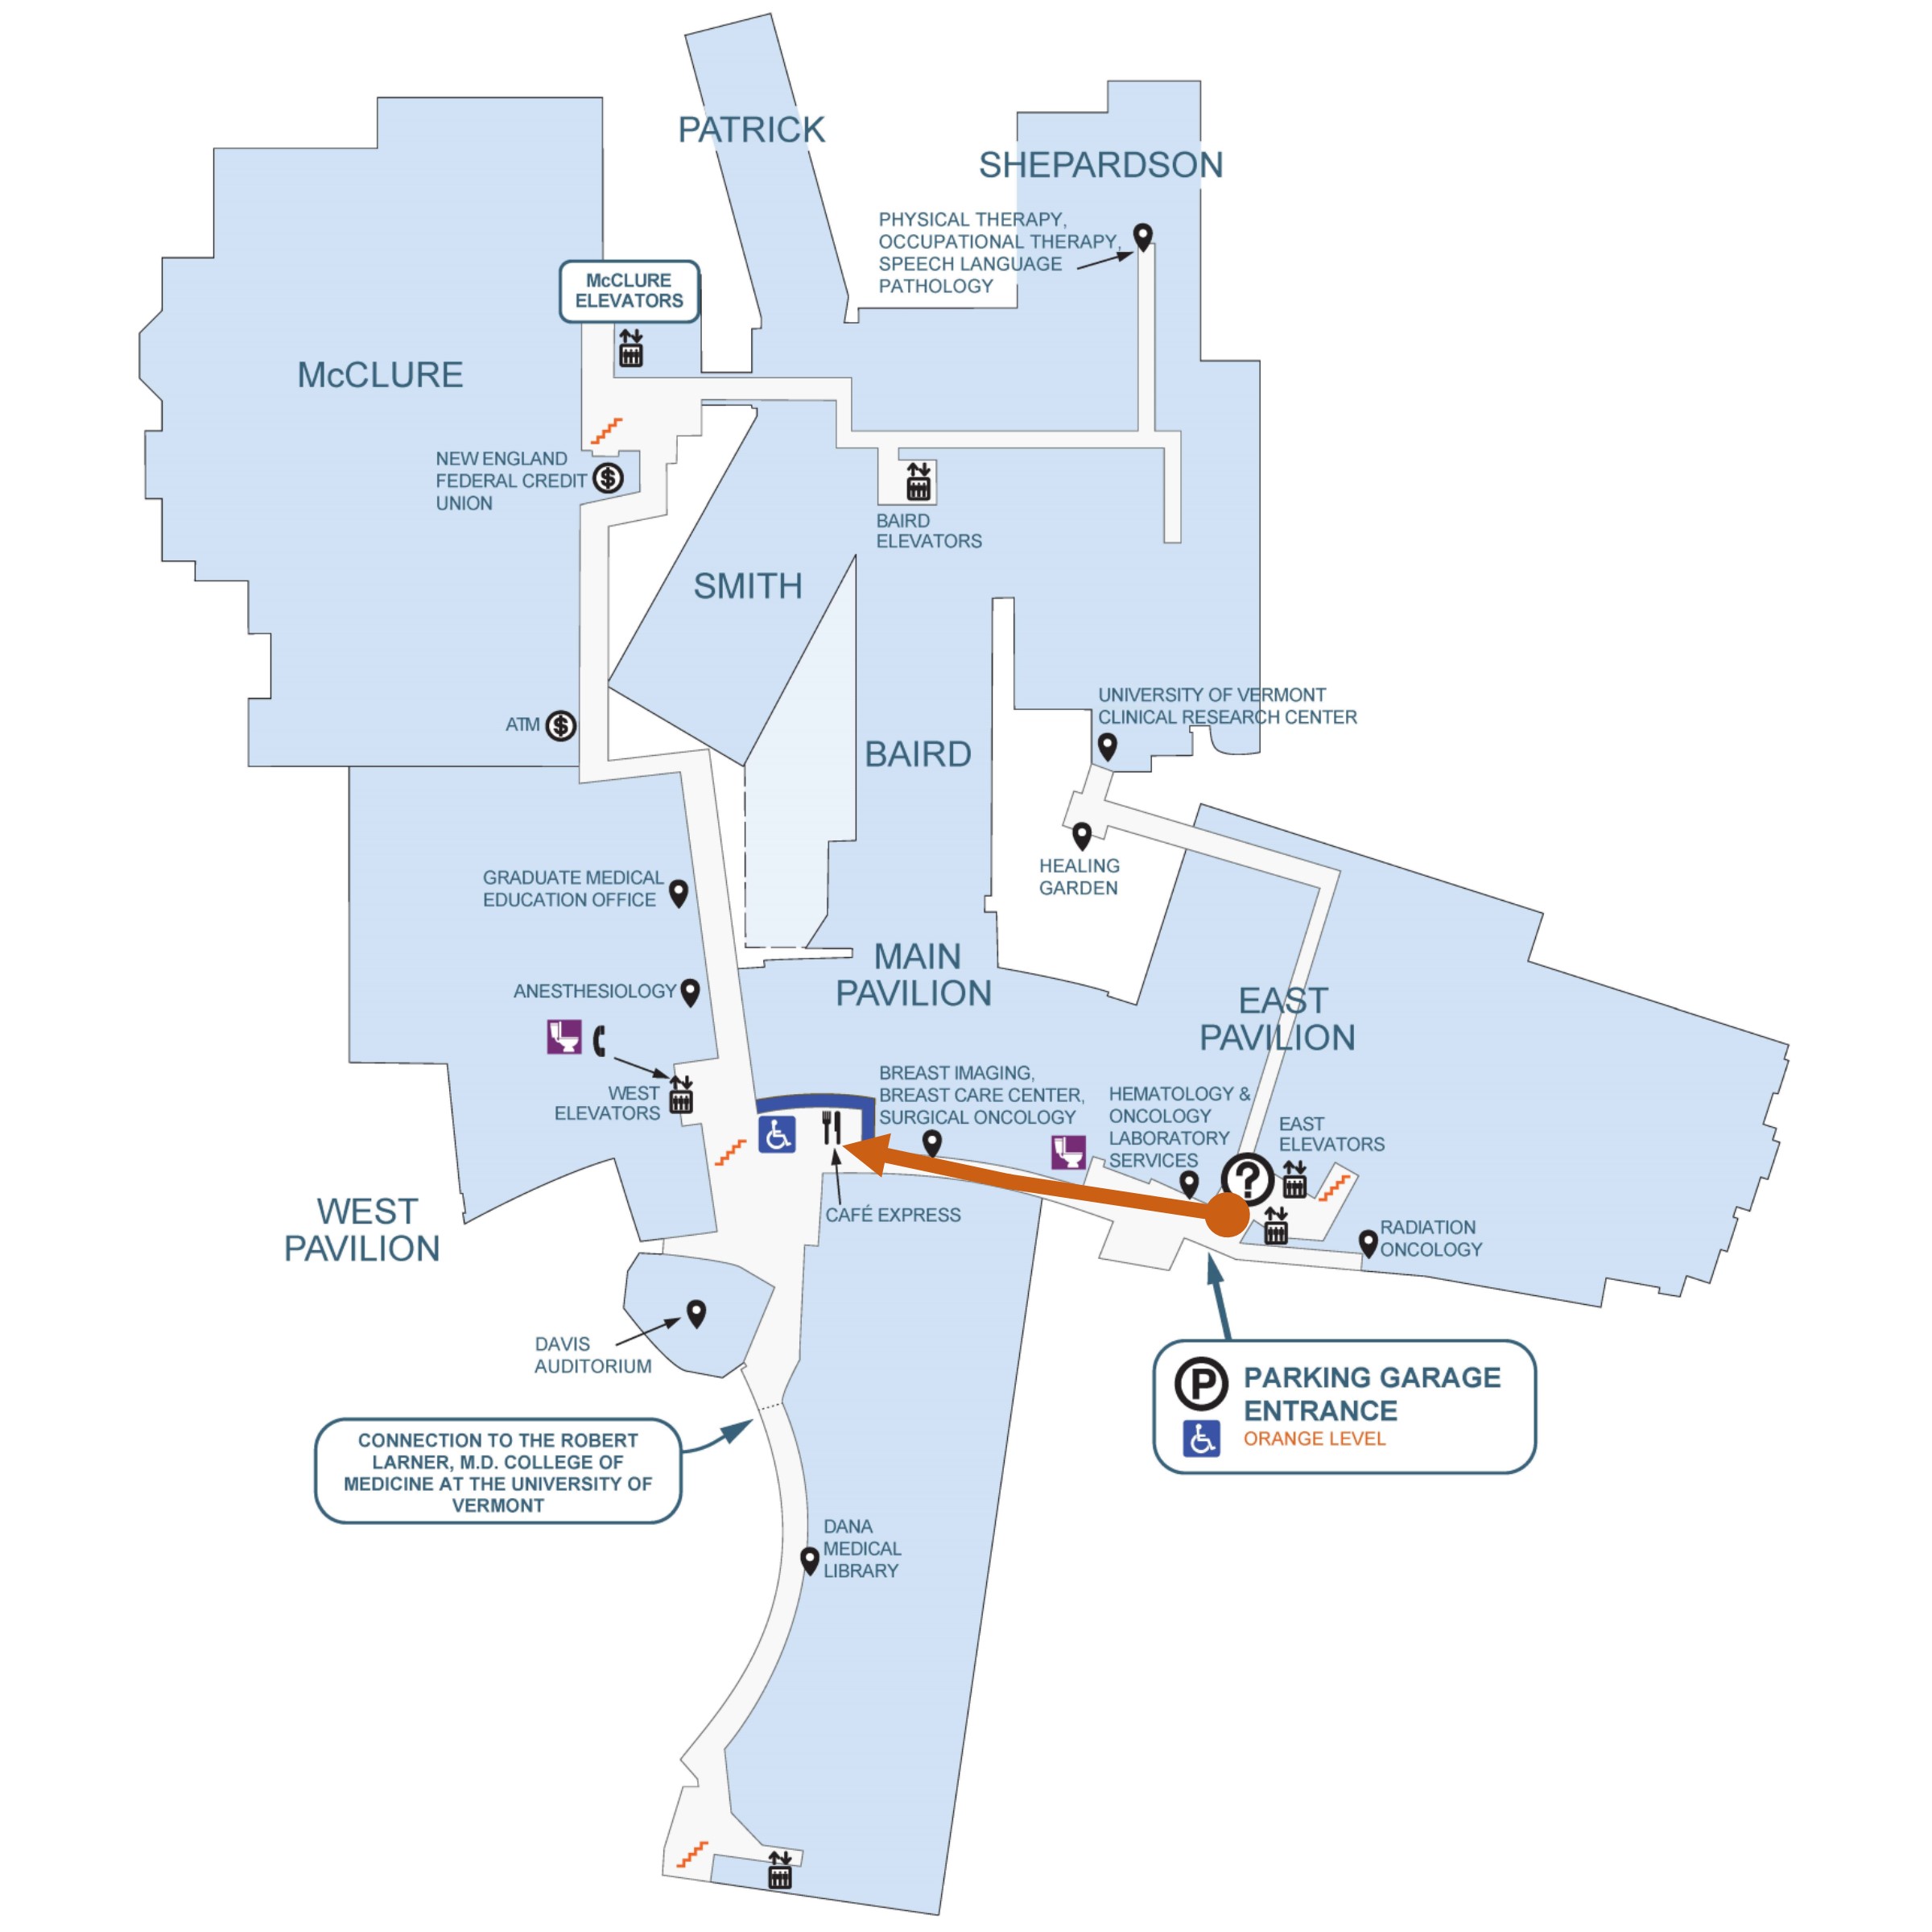 PATRICK
SHEPARDSON
PHYSICAL THERAPY,
OCCUPATIONAL THERAPY,
SPEECH LANGUAGE
PATHOLOGY
McCLURE
ELEVATORS
McCLURE
NEW ENGLAND
FEDERAL CREDIT
UNION
$
BAIRD
ELEVATORS
SMITH
UNIVERSITY OF VERMONT
CLINICAL RESEARCH CENTER
ATM
$
BAIRD
HEALING
GARDEN
GRADUATE MEDICAL
EDUCATION OFFICE
MAIN
PAVILION
ANESTHESIOLOGY
EAST
PAVILION
WEST
ELEVATORS
BREAST IMAGING,
BREAST CARE CENTER,
SURGICAL ONCOLOGY
HEMATOLOGY &
ONCOLOGY
LABORATORY
SERVICES
EAST
ELEVATORS
?
CAFÉ EXPRESS
WEST
PAVILION
RADIATION
ONCOLOGY
DAVIS
AUDITORIUM
P
PARKING GARAGE
ENTRANCE
ORANGE LEVEL
CONNECTION TO THE ROBERT
LARNER, M.D. COLLEGE OF
MEDICINE AT THE UNIVERSITY OF
VERMONT
DANA
MEDICAL
LIBRARY